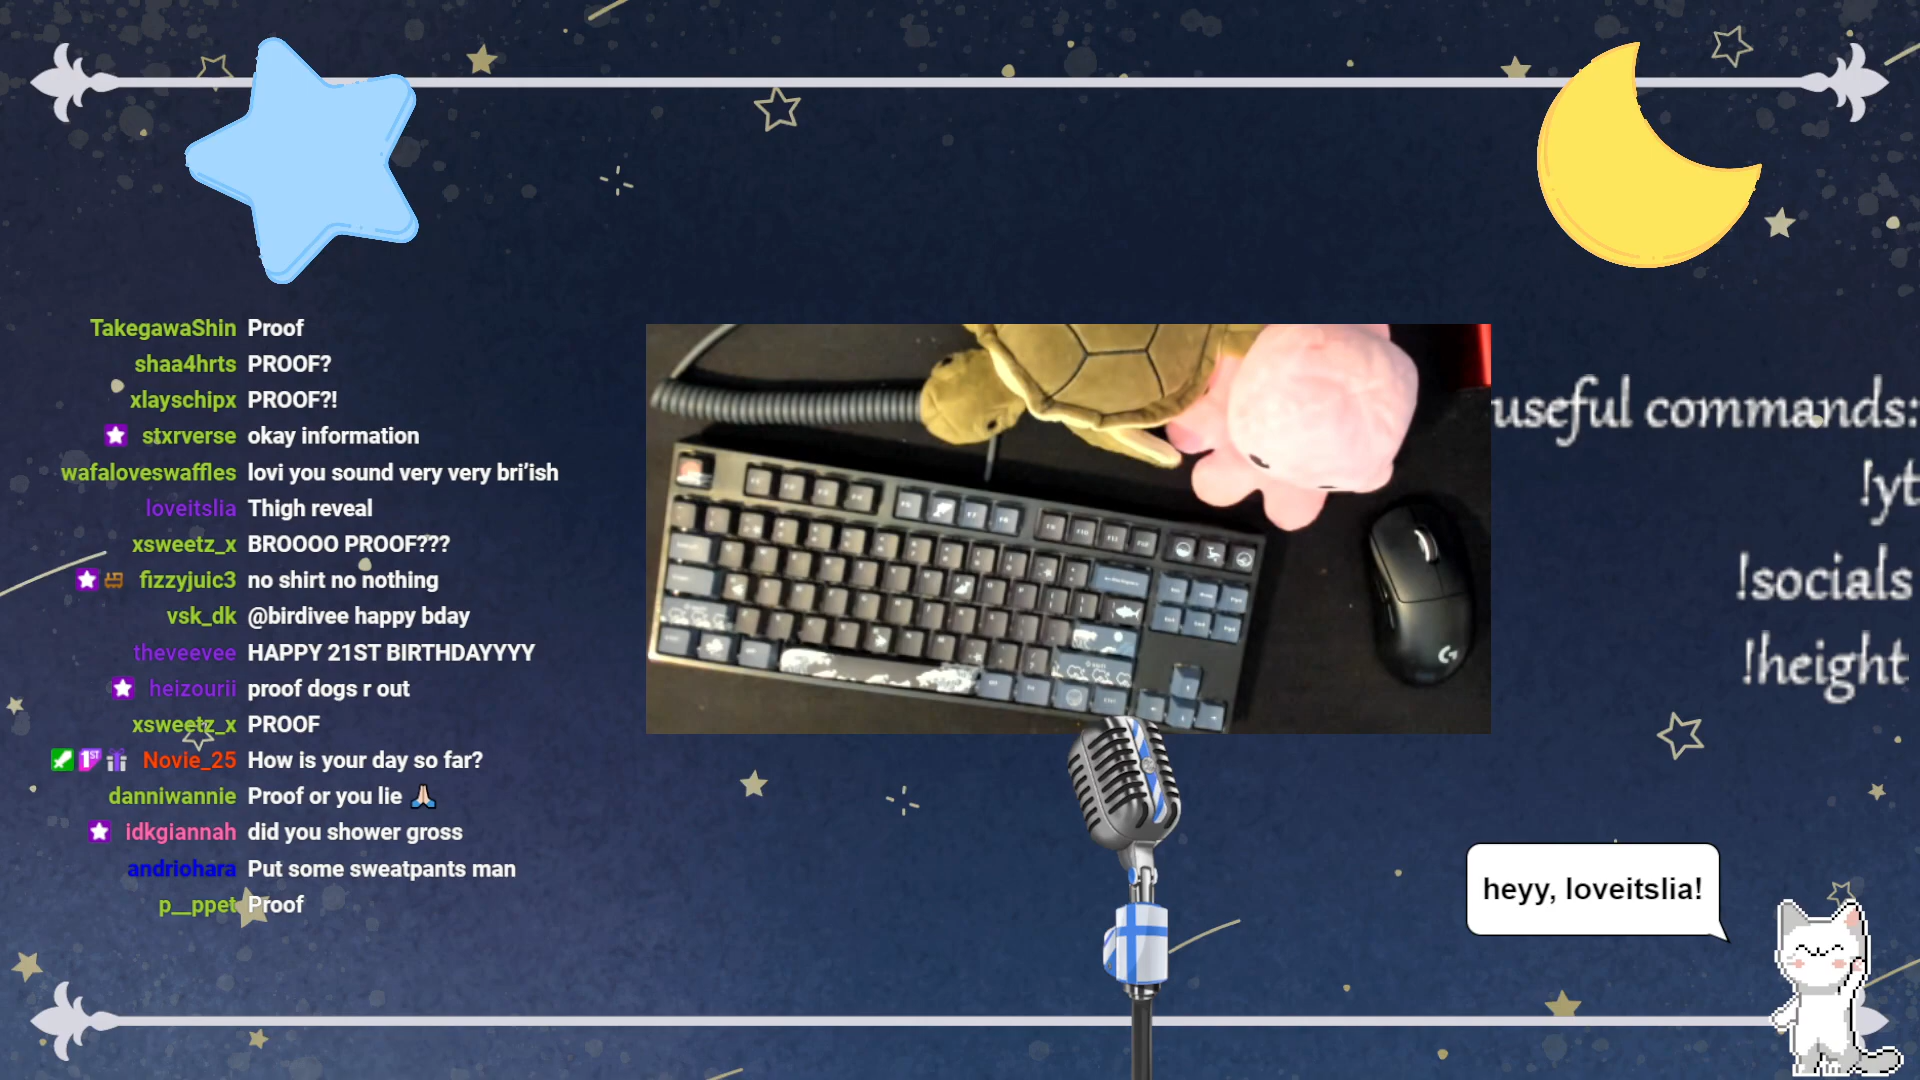 TakegawaShin Proof
shaa4hrts PROOF?
xlayschipx PROOF?!
stxrverse okay information
wafaloveswaffles lovi you sound very very bri’ish
loveitslia Thigh reveal
xsweetz_x BROOOO PROOF???
fizzyjuic3 no shirt no nothing
vsk_dk @birdivee happy bday
theveevee HAPPY 21ST BIRTHDAYYYY
heizourii proof dogs r out
xsweetz_x PROOF
1ST Novie_25 How is your day so far?
danniwannie Proof or you lie 🙏🏻
idkgiannah did you shower gross
andriohara Put some sweatpants man
p__ppet Proof
useful commands:
!yt
!socials
!height
heyy, loveitslia!